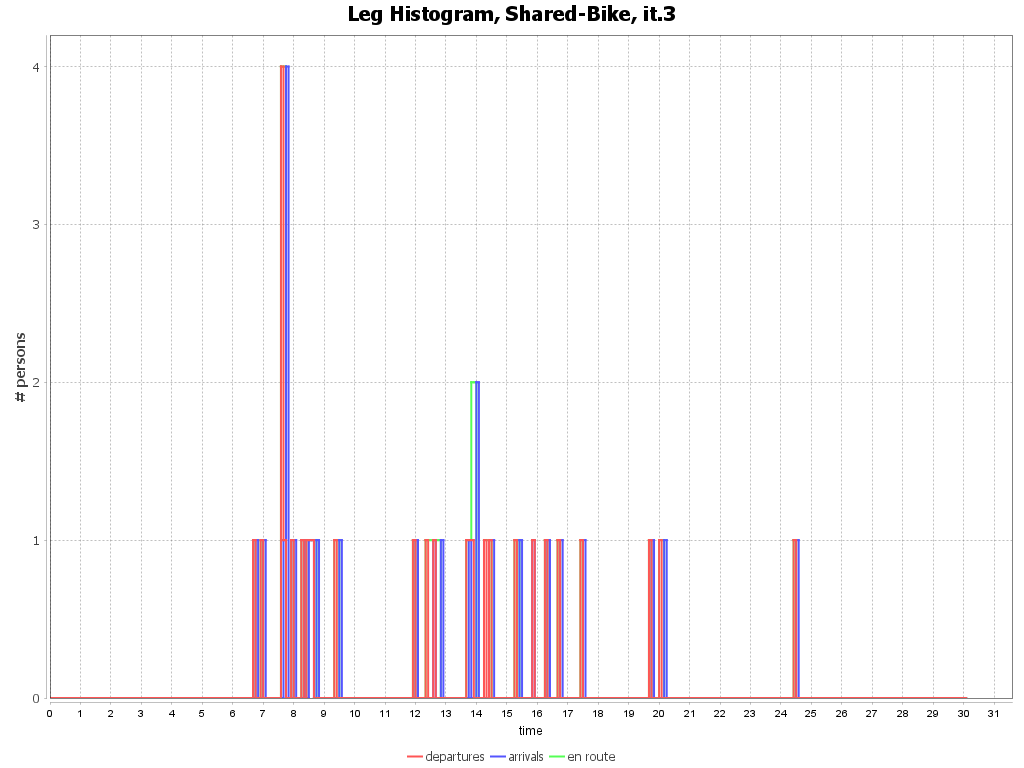 Leg Histogram, Shared-Bike, it.3
# persons
4
3
2
1
0
0 1 2 3 4 5 6 7 8 9 10 11 12 13 14 15 16 17 18 19 20 21 22 23 24 25 26 27 28 29 30 31
time
departures arrivals en route